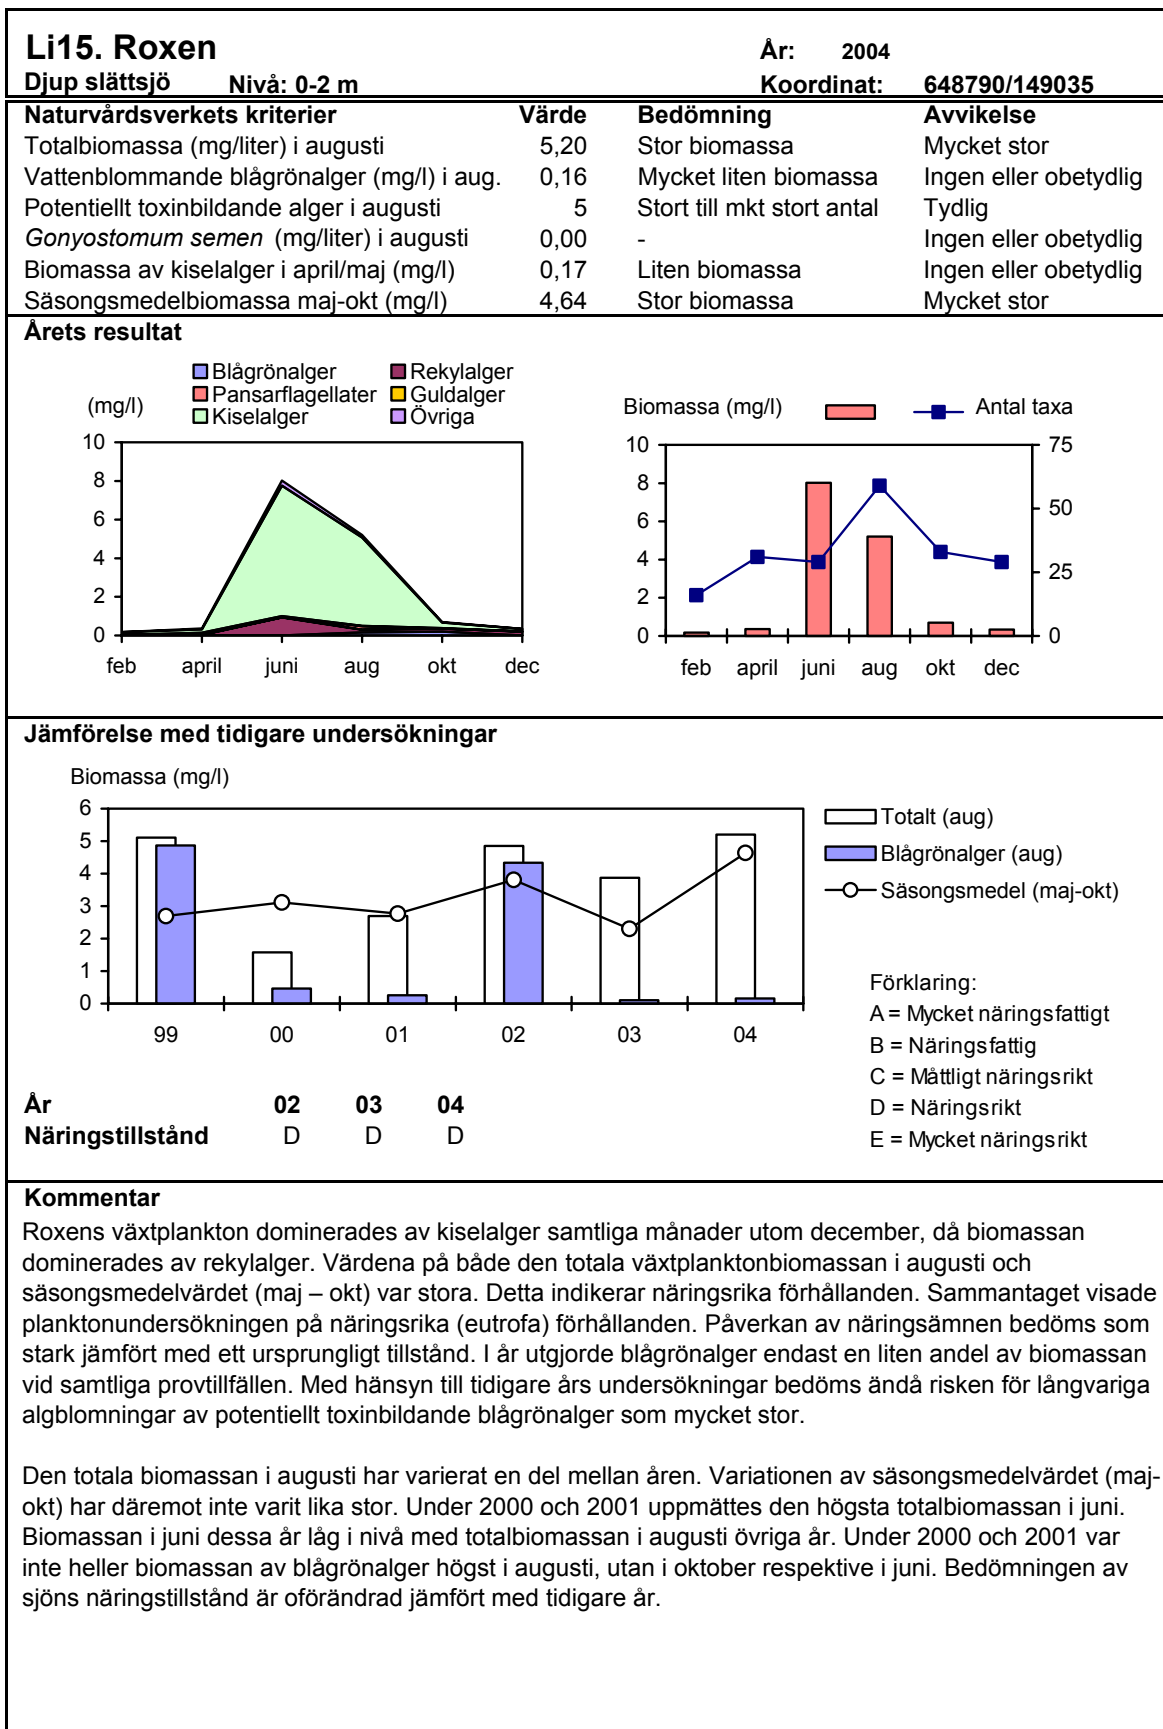 Li15. Roxen År: 2004
Djup slättsjö Nivå: 0-2 m Koordinat: 648790/149035
Naturvårdsverkets kriterier Värde Bedömning Avvikelse
Totalbiomassa (mg/liter) i augusti 5,20 Stor biomassa Mycket stor
Vattenblommande blågrönalger (mg/l) i aug. 0,16 Mycket liten biomassa Ingen eller obetydlig
Potentiellt toxinbildande alger i augusti 5 Stort till mkt stort antal Tydlig
Gonyostomum semen (mg/liter) i augusti 0,00 - Ingen eller obetydlig
Biomassa av kiselalger i april/maj (mg/l) 0,17 Liten biomassa Ingen eller obetydlig
Säsongsmedelbiomassa maj-okt (mg/l) 4,64 Stor biomassa Mycket stor
Årets resultat
Blågrönalger Rekylalger
Pansarflagellater Guldalger
Kiselalger Övriga
(mg/l)
10
8
6
4
2
0
feb april juni aug okt dec
Biomassa (mg/l) Antal taxa
10 75
8
6 50
4
2 25
0 0
feb april juni aug okt dec
Jämförelse med tidigare undersökningar
Biomassa (mg/l)
6
5
4
3
2
1
0
99 00 01 02 03 04
Totalt (aug)
Blågrönalger (aug)
Säsongsmedel (maj-okt)
Förklaring:
A = Mycket näringsfattigt
B = Näringsfattig
C = Måttligt näringsrikt
D = Näringsrikt
E = Mycket näringsrikt
År 02 03 04
Näringstillstånd D D D
Kommentar
Roxens växtplankton dominerades av kiselalger samtliga månader utom december, då biomassan
dominerades av rekylalger. Värdena på både den totala växtplanktonbiomassan i augusti och
säsongsmedelvärdet (maj – okt) var stora. Detta indikerar näringsrika förhållanden. Sammantaget visade
planktonundersökningen på näringsrika (eutrofa) förhållanden. Påverkan av näringsämnen bedöms som
stark jämfört med ett ursprungligt tillstånd. I år utgjorde blågrönalger endast en liten andel av biomassan
vid samtliga provtillfällen. Med hänsyn till tidigare års undersökningar bedöms ändå risken för långvariga
algblomningar av potentiellt toxinbildande blågrönalger som mycket stor.
Den totala biomassan i augusti har varierat en del mellan åren. Variationen av säsongsmedelvärdet (maj-
okt) har däremot inte varit lika stor. Under 2000 och 2001 uppmättes den högsta totalbiomassan i juni.
Biomassan i juni dessa år låg i nivå med totalbiomassan i augusti övriga år. Under 2000 och 2001 var
inte heller biomassan av blågrönalger högst i augusti, utan i oktober respektive i juni. Bedömningen av
sjöns näringstillstånd är oförändrad jämfört med tidigare år.